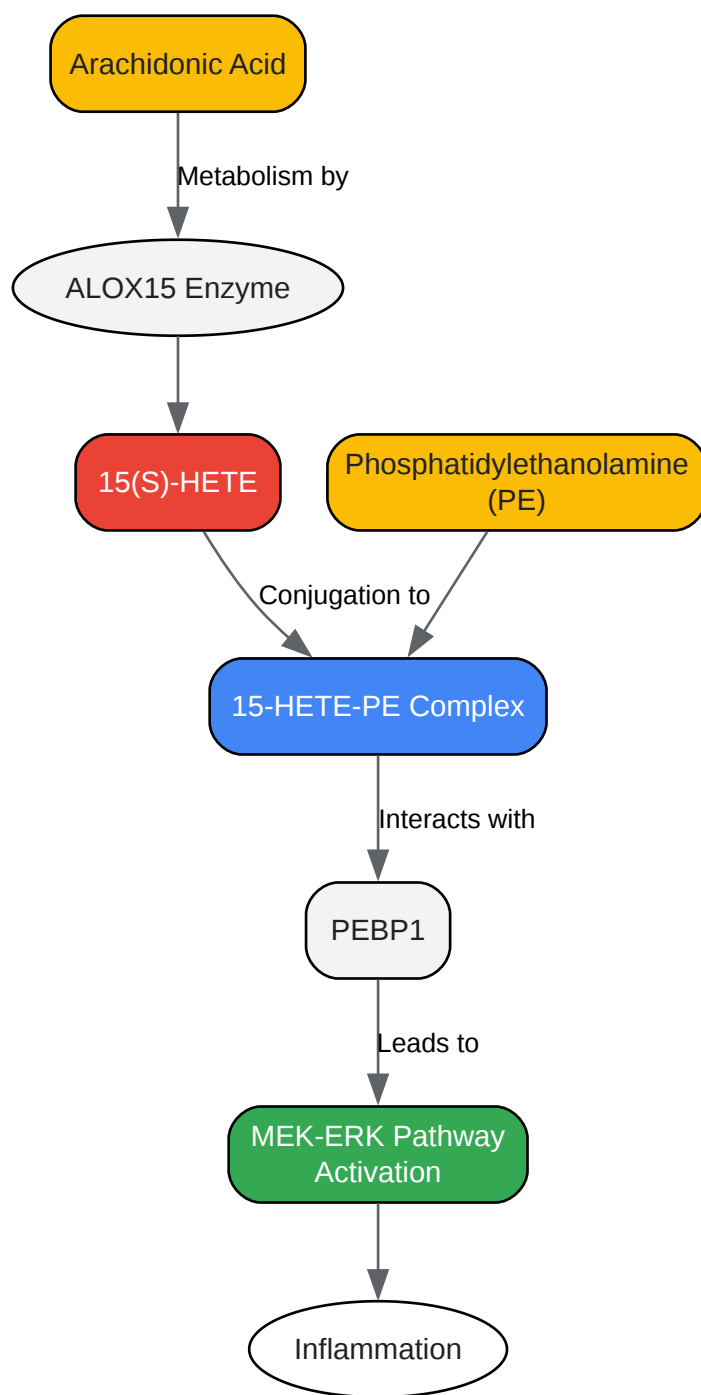 Arachidonic Acid
Metabolism by
ALOX15 Enzyme
15(S)-HETE
Phosphatidylethanolamine
(PE)
Conjugation to
15-HETE-PE Complex
Interacts with
PEBP1
Leads to
MEK-ERK Pathway
Activation
Inflammation